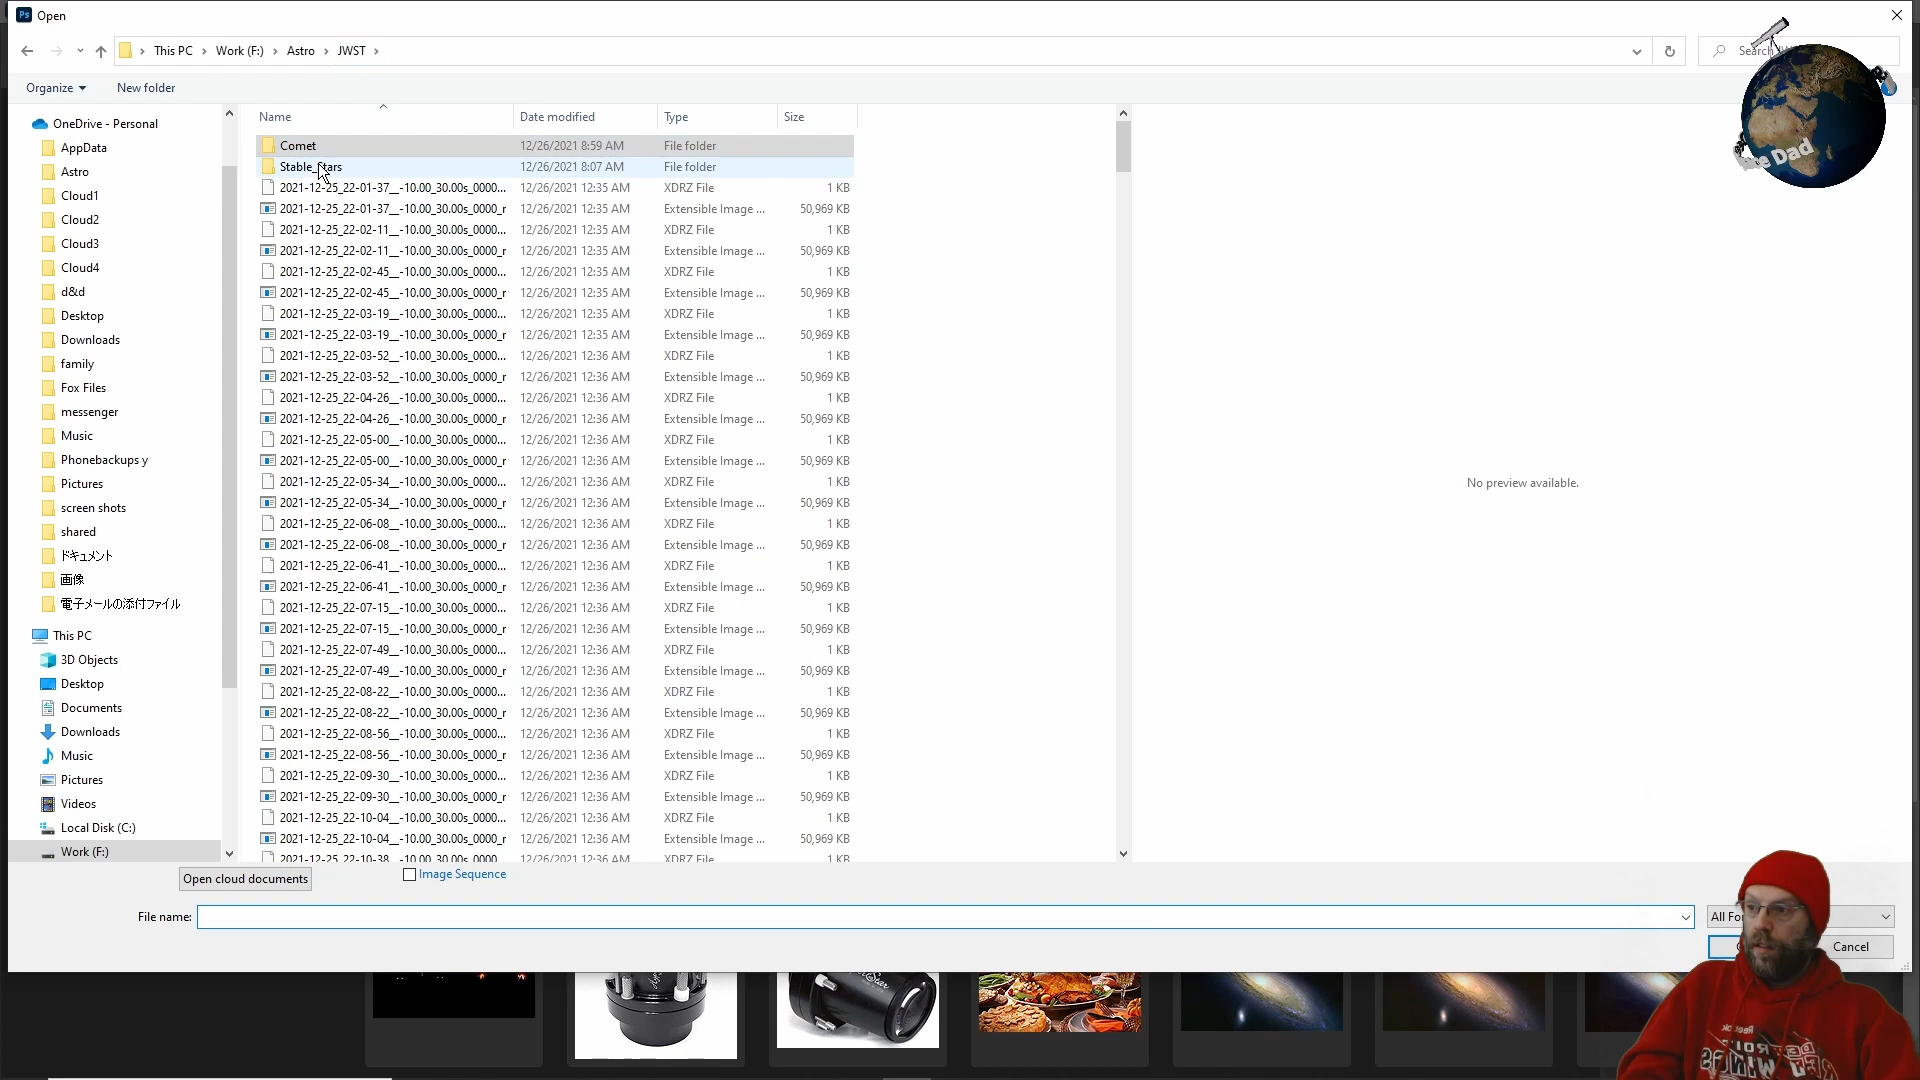 Ps Open
This PC > Work (F:) > Astro > JWST >
Search
Organize
New folder
OneDrive - Personal
AppData
Astro
Cloud1
Cloud2
Cloud3
Cloud4
d&d
Desktop
Downloads
family
Fox Files
messenger
Music
Phonebackups y
Pictures
screen shots
shared
ドキュメント
画像
電子メールの添付ファイル
This PC
3D Objects
Desktop
Documents
Downloads
Music
Pictures
Videos
Local Disk (C:)
Work (F:)
Name Date modified Type Size
Comet 12/26/2021 8:59 AM File folder
Stable_Stars 12/26/2021 8:07 AM File folder
2021-12-25_22-01-37__-10.00_30.00s_0000... 12/26/2021 12:35 AM XDRZ File 1 KB
2021-12-25_22-01-37__-10.00_30.00s_0000_r 12/26/2021 12:35 AM Extensible Image ... 50,969 KB
2021-12-25_22-02-11__-10.00_30.00s_0000... 12/26/2021 12:35 AM XDRZ File 1 KB
2021-12-25_22-02-11__-10.00_30.00s_0000_r 12/26/2021 12:35 AM Extensible Image ... 50,969 KB
2021-12-25_22-02-45__-10.00_30.00s_0000... 12/26/2021 12:35 AM XDRZ File 1 KB
2021-12-25_22-02-45__-10.00_30.00s_0000_r 12/26/2021 12:35 AM Extensible Image ... 50,969 KB
2021-12-25_22-03-19__-10.00_30.00s_0000... 12/26/2021 12:35 AM XDRZ File 1 KB
2021-12-25_22-03-19__-10.00_30.00s_0000_r 12/26/2021 12:35 AM Extensible Image ... 50,969 KB
2021-12-25_22-03-52__-10.00_30.00s_0000... 12/26/2021 12:36 AM XDRZ File 1 KB
2021-12-25_22-03-52__-10.00_30.00s_0000_r 12/26/2021 12:36 AM Extensible Image ... 50,969 KB
2021-12-25_22-04-26__-10.00_30.00s_0000... 12/26/2021 12:36 AM XDRZ File 1 KB
2021-12-25_22-04-26__-10.00_30.00s_0000_r 12/26/2021 12:36 AM Extensible Image ... 50,969 KB
2021-12-25_22-05-00__-10.00_30.00s_0000... 12/26/2021 12:36 AM XDRZ File 1 KB
2021-12-25_22-05-00__-10.00_30.00s_0000_r 12/26/2021 12:36 AM Extensible Image ... 50,969 KB
2021-12-25_22-05-34__-10.00_30.00s_0000... 12/26/2021 12:36 AM XDRZ File 1 KB
2021-12-25_22-05-34__-10.00_30.00s_0000_r 12/26/2021 12:36 AM Extensible Image ... 50,969 KB
2021-12-25_22-06-08__-10.00_30.00s_0000... 12/26/2021 12:36 AM XDRZ File 1 KB
2021-12-25_22-06-08__-10.00_30.00s_0000_r 12/26/2021 12:36 AM Extensible Image ... 50,969 KB
2021-12-25_22-06-41__-10.00_30.00s_0000... 12/26/2021 12:36 AM XDRZ File 1 KB
2021-12-25_22-06-41__-10.00_30.00s_0000_r 12/26/2021 12:36 AM Extensible Image ... 50,969 KB
2021-12-25_22-07-15__-10.00_30.00s_0000... 12/26/2021 12:36 AM XDRZ File 1 KB
2021-12-25_22-07-15__-10.00_30.00s_0000_r 12/26/2021 12:36 AM Extensible Image ... 50,969 KB
2021-12-25_22-07-49__-10.00_30.00s_0000... 12/26/2021 12:36 AM XDRZ File 1 KB
2021-12-25_22-07-49__-10.00_30.00s_0000_r 12/26/2021 12:36 AM Extensible Image ... 50,969 KB
2021-12-25_22-08-22__-10.00_30.00s_0000... 12/26/2021 12:36 AM XDRZ File 1 KB
2021-12-25_22-08-22__-10.00_30.00s_0000_r 12/26/2021 12:36 AM Extensible Image ... 50,969 KB
2021-12-25_22-08-56__-10.00_30.00s_0000... 12/26/2021 12:36 AM XDRZ File 1 KB
2021-12-25_22-08-56__-10.00_30.00s_0000_r 12/26/2021 12:36 AM Extensible Image ... 50,969 KB
2021-12-25_22-09-30__-10.00_30.00s_0000... 12/26/2021 12:36 AM XDRZ File 1 KB
2021-12-25_22-09-30__-10.00_30.00s_0000_r 12/26/2021 12:36 AM Extensible Image ... 50,969 KB
2021-12-25_22-10-04__-10.00_30.00s_0000... 12/26/2021 12:36 AM XDRZ File 1 KB
2021-12-25_22-10-04__-10.00_30.00s_0000_r 12/26/2021 12:36 AM Extensible Image ... 50,969 KB
2021-12-25_22-10-38__-10.00_30.00s_0000... 12/26/2021 12:36 AM XDRZ File 1 KB
No preview available.
Dad
Open cloud documents
Image Sequence
File name:
All Fo
Cancel
Reebok